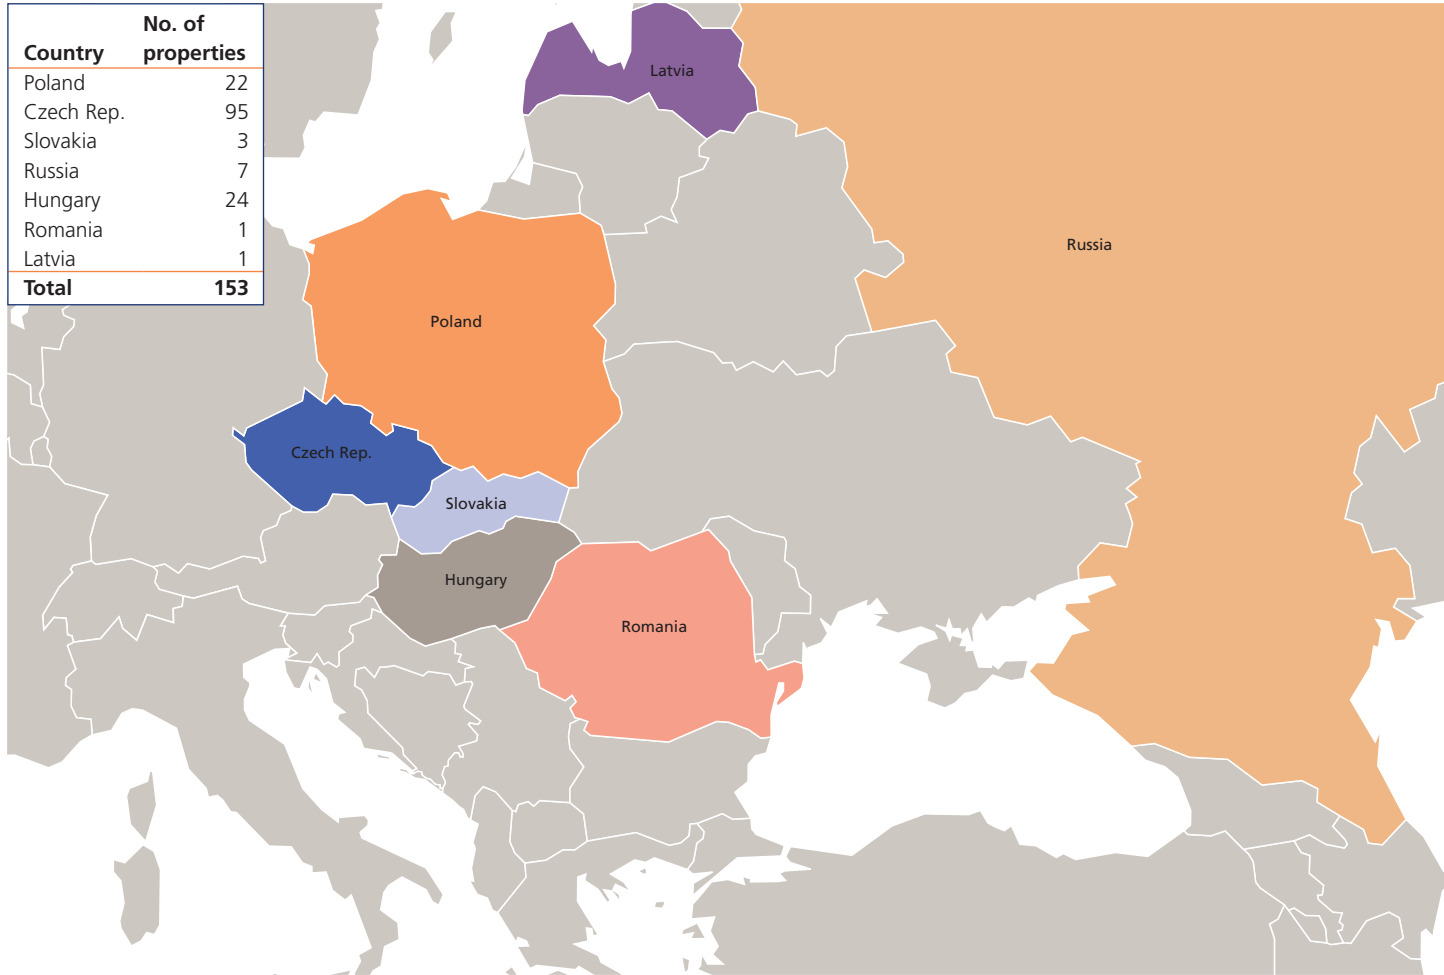 No. of
Country properties
Poland 22
Czech Rep. 95
Slovakia 3
Russia 7
Hungary 24
Romania 1
Latvia 1
Total 153
Latvia
Russia
Poland
Czech Rep.
Slovakia
Hungary
Romania